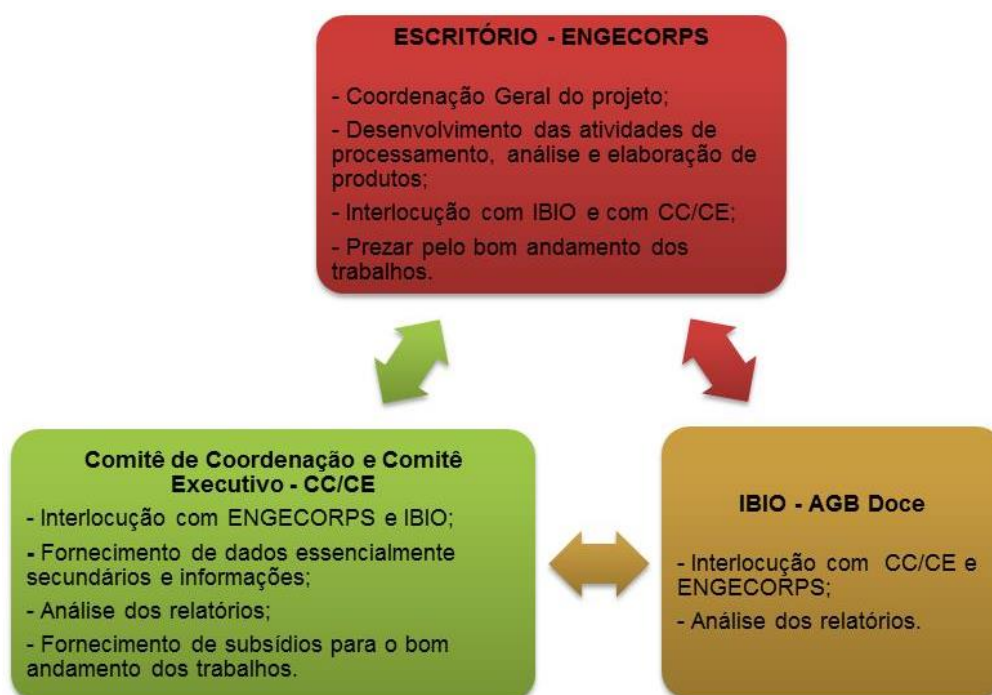 ESCRITÓRIO - ENGECORPS
- Coordenação Geral do projeto;
- Desenvolvimento das atividades de
processamento, análise e elaboração de
produtos;
- Interlocução com IBIO e com CC/CE;
- Prezar pelo bom andamento dos
trabalhos.
Comitê de Coordenação e Comitê
Executivo - CC/CE
- Interlocução com ENGECORPS e IBIO;
- Fornecimento de dados essencialmente
secundários e informações;
- Análise dos relatórios;
- Fornecimento de subsídios para o bom
andamento dos trabalhos.
IBIO - AGB Doce
- Interlocução com CC/CE e
ENGECORPS;
- Análise dos relatórios.